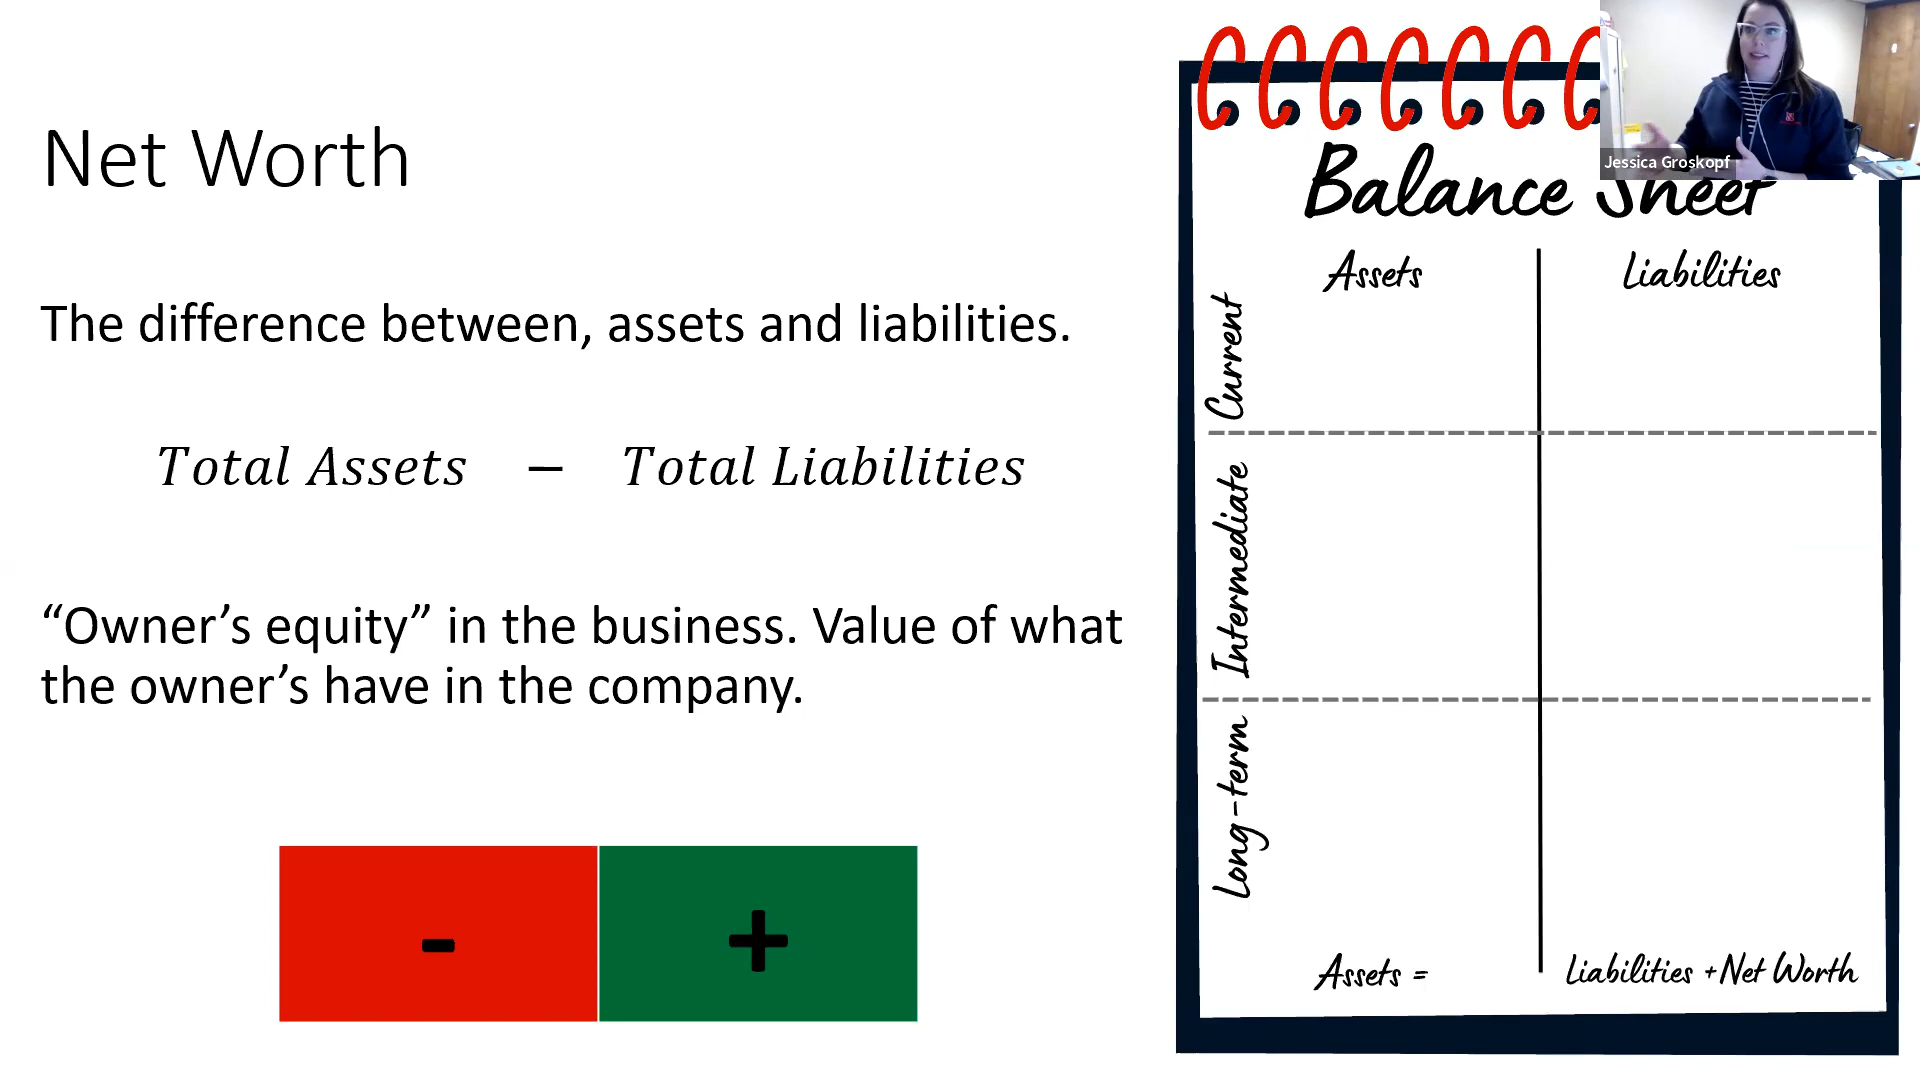 Net Worth
The difference between, assets and liabilities.
Total Assets − Total Liabilities
“Owner’s equity” in the business. Value of what
the owner’s have in the company.
- +
Jessica Groskopf
Balance Sheet
Assets Liabilities
Current
Intermediate
Long-term
Assets = Liabilities +Net Worth